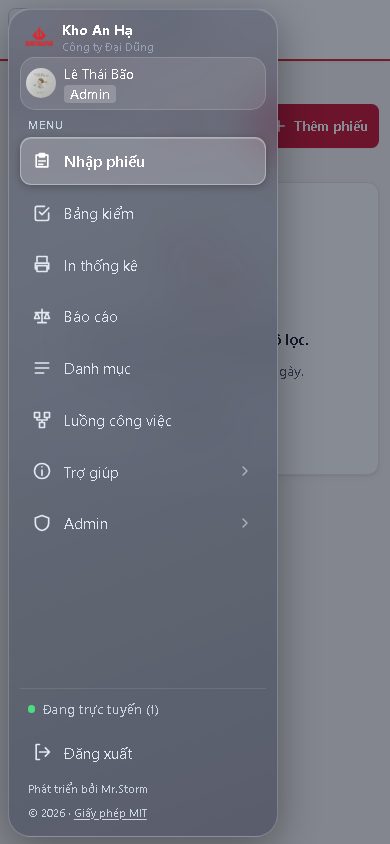 Kho An Hạ
Công ty Đại Dũng
Lê Thái Bão
Admin
MENU
Nhập phiếu
Thêm phiếu
Bảng kiểm
In thống kê
Báo cáo
lọc.
Danh mục
Luồng công việc
Trợ giúp
Admin
Đang trực tuyến (1)
Đăng xuất
Phát triển bởi Mr.Storm
© 2026 · Giấy phép MIT